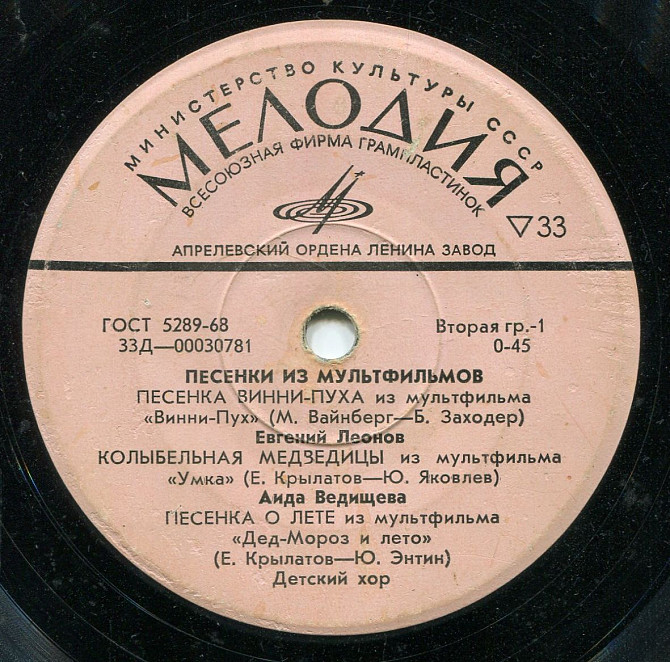 МИНИСТЕРСТВО КУЛЬТУРЫ СССР
МЕЛОДИЯ
ВСЕСОЮЗНАЯ ФИРМА ГРАМПЛАСТИНОК
▽33
АПРЕЛЕВСКИЙ ОРДЕНА ЛЕНИНА ЗАВОД
ГОСТ 5289-68 Вторая гр.-1
33Д—00030781 0-45
ПЕСЕНКИ ИЗ МУЛЬТФИЛЬМОВ
ПЕСЕНКА ВИННИ-ПУХА из мультфильма
«Винни-Пух» (М. Вайнберг—Б. Заходер)
Евгений Леонов
КОЛЫБЕЛЬНАЯ МЕДЗЕДИЦЫ из мультфильма
«Умка» (Е. Крылатов—Ю. Яковлев)
Аида Ведищева
ПЕСЕНКА О ЛЕТЕ из мультфильма
«Дед-Мороз и лето»
(Е. Крылатов—Ю. Энтин)
Детский хор